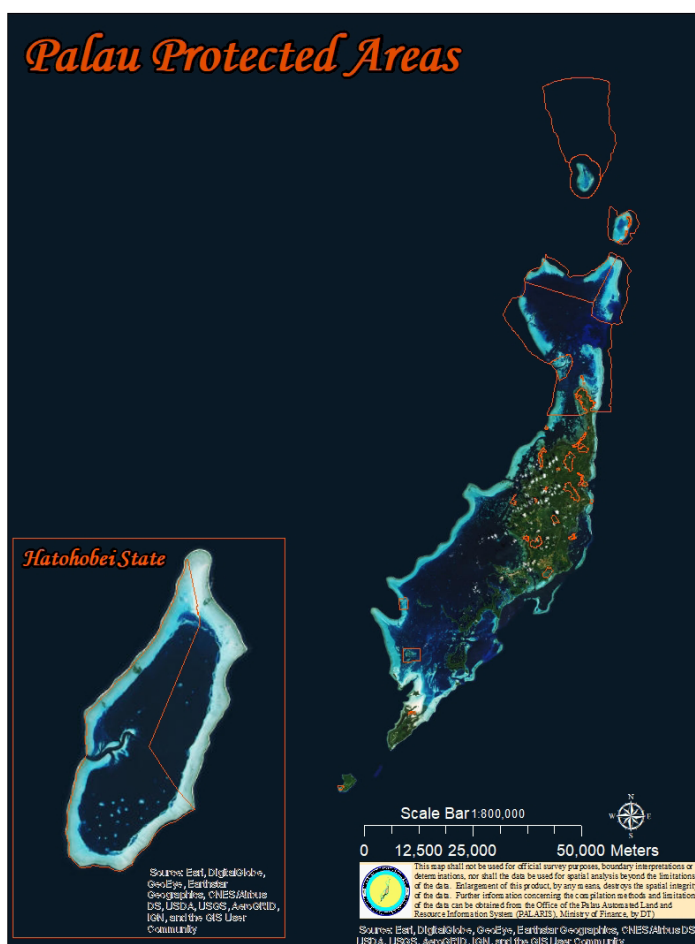 Palau Protected Areas
Hatohobei State
Source: Esri, DigitalGlobe,
GeoEye, Earthstar
Geographics, CNES/Airbus
DS, USDA, USGS, AeroGRID,
IGN, and the GIS User
Community
Scale Bar 1:800,000
N
W E
S
0 12,500 25,000 50,000 Meters
This map shall not be used for official survey purposes, boundary interpretations or
determinations, nor shall the data be used for spatial analysis beyond the limitations
of the data. Enlargement of this product, by any means, destroys the spatial integrity
of the data. Further information concerning the compilation methods and limitation
of the data can be obtained from the Office of the Palau Automated Land and
Resource Information System (PALARIS), Ministry of Finance, by DT)
Source: Esri, DigitalGlobe, GeoEye, Earthstar Geographics, CNES/Airbus DS,
USDA, USGS, AeroGRID, IGN, and the GIS User Community